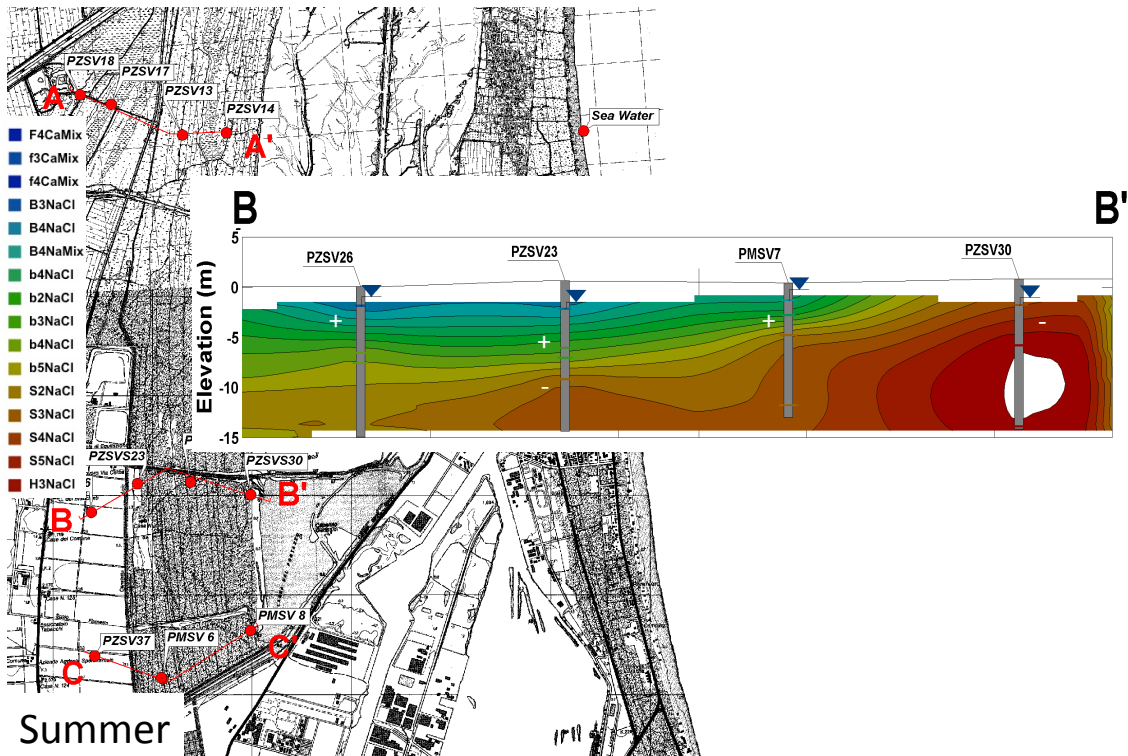 PZSV18
PZSV17
PZSV13
PZSV14
A
A'
Sea Water
F4CaMix
f3CaMix
f4CaMix
B3NaCl
B4NaCl
B4NaMix
b4NaCl
b2NaCl
b3NaCl
b4NaCl
b5NaCl
S2NaCl
S3NaCl
S4NaCl
S5NaCl
H3NaCl
B
B'
Elevation (m)
5
0
-5
-10
-15
PZSV26
PZSV23
PMSV7
PZSV30
+
+
-
+
-
PZSVS23
P
PZSVS30
B
B'
PZSV37
PMSV 6
PMSV 8
C
C'
Summer